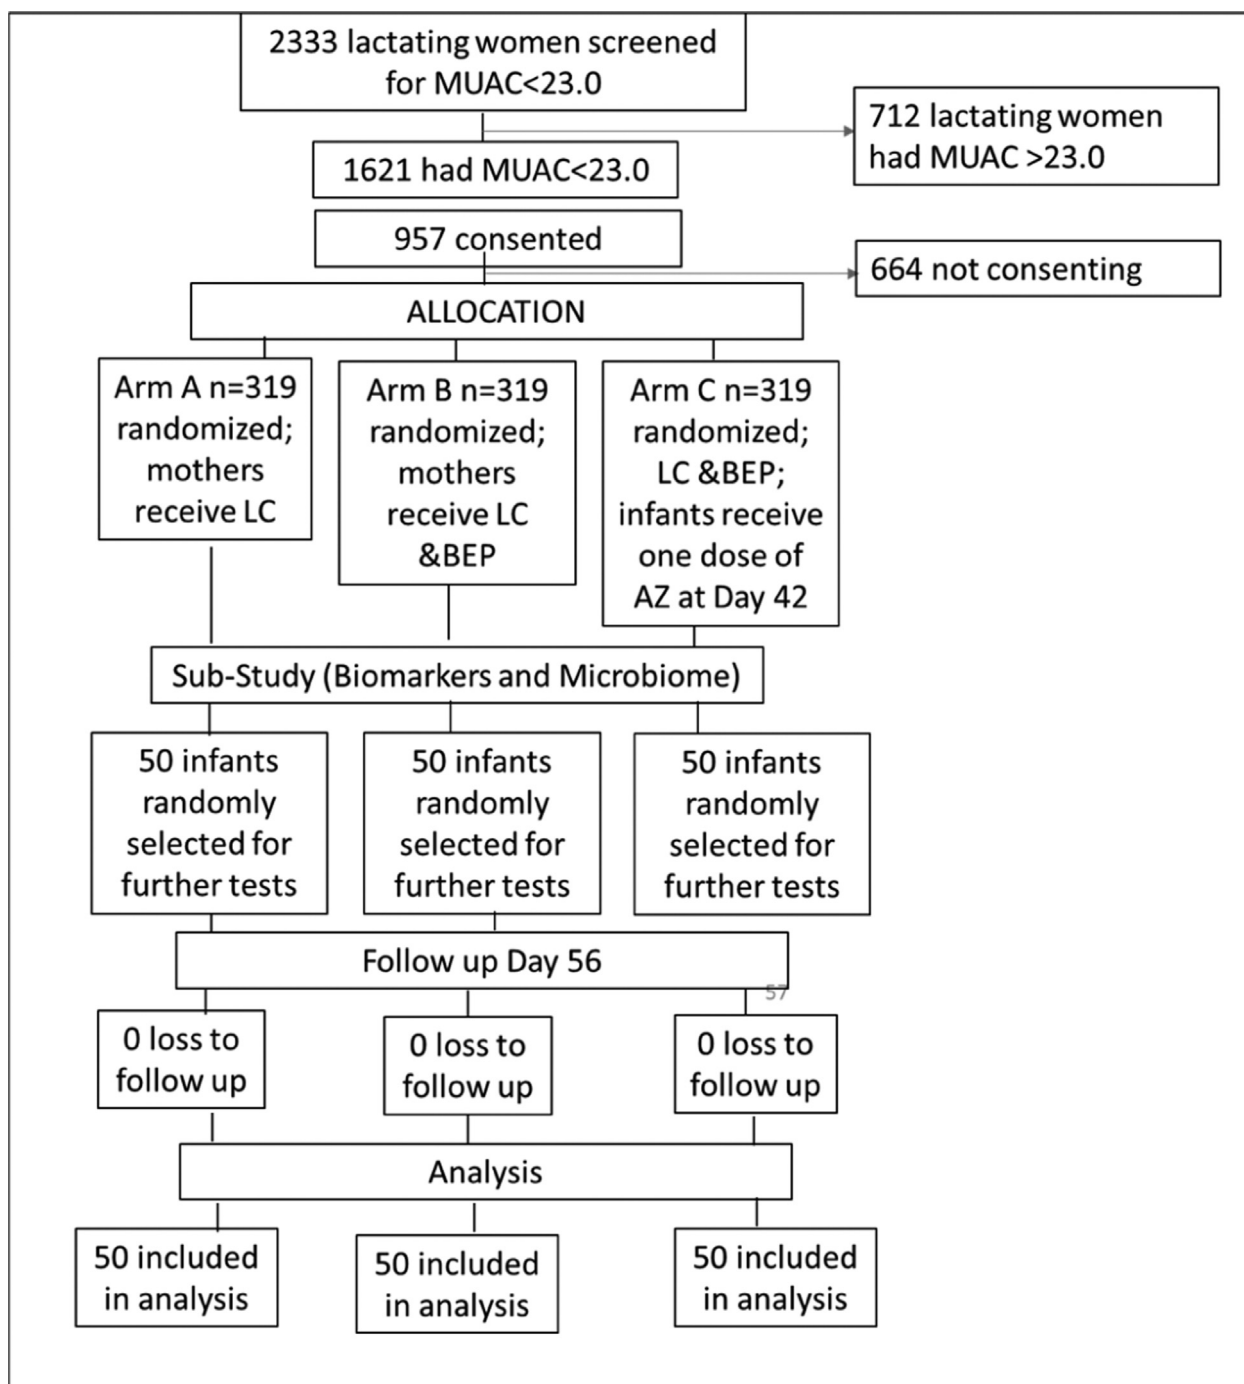 2333 lactating women screened
for MUAC<23.0
712 lactating women
had MUAC >23.0
1621 had MUAC<23.0
957 consented
664 not consenting
ALLOCATION
Arm A n=319
randomized;
mothers
receive LC
Arm B n=319
randomized;
mothers
receive LC
&BEP
Arm C n=319
randomized;
LC &BEP;
infants receive
one dose of
AZ at Day 42
Sub-Study (Biomarkers and Microbiome)
50 infants
randomly
selected for
further tests
50 infants
randomly
selected for
further tests
50 infants
randomly
selected for
further tests
Follow up Day 56
57
0 loss to
follow up
0 loss to
follow up
0 loss to
follow up
Analysis
50 included
in analysis
50 included
in analysis
50 included
in analysis